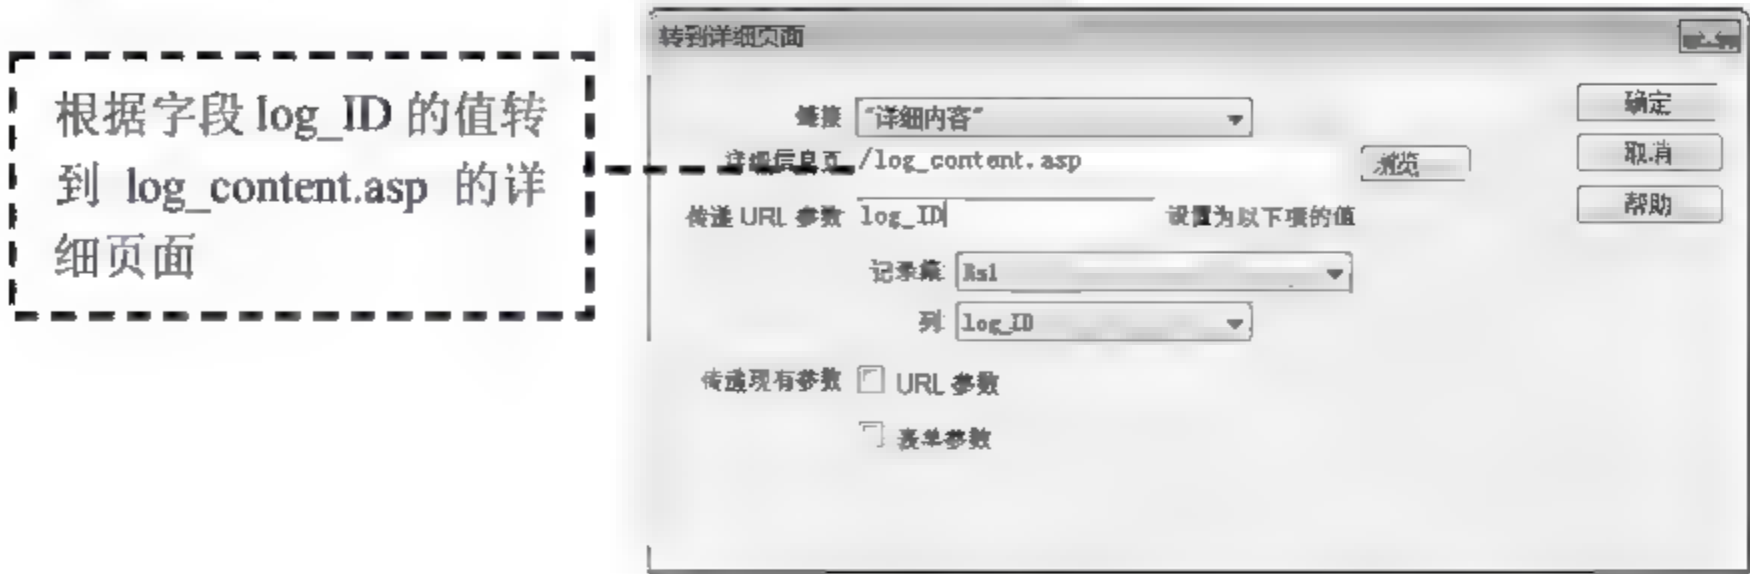 根据字段 log_ID 的值转
到 log_content.asp 的详
细页面
转到详细页面
链接 "详细内容"
确定
详细信息页 /log_content.asp
浏览
取消
传递 URL 参数 log_ID
设置为以下项的值
帮助
记录集 Rs1
列 log_ID
传递现有参数 URL 参数
表单参数